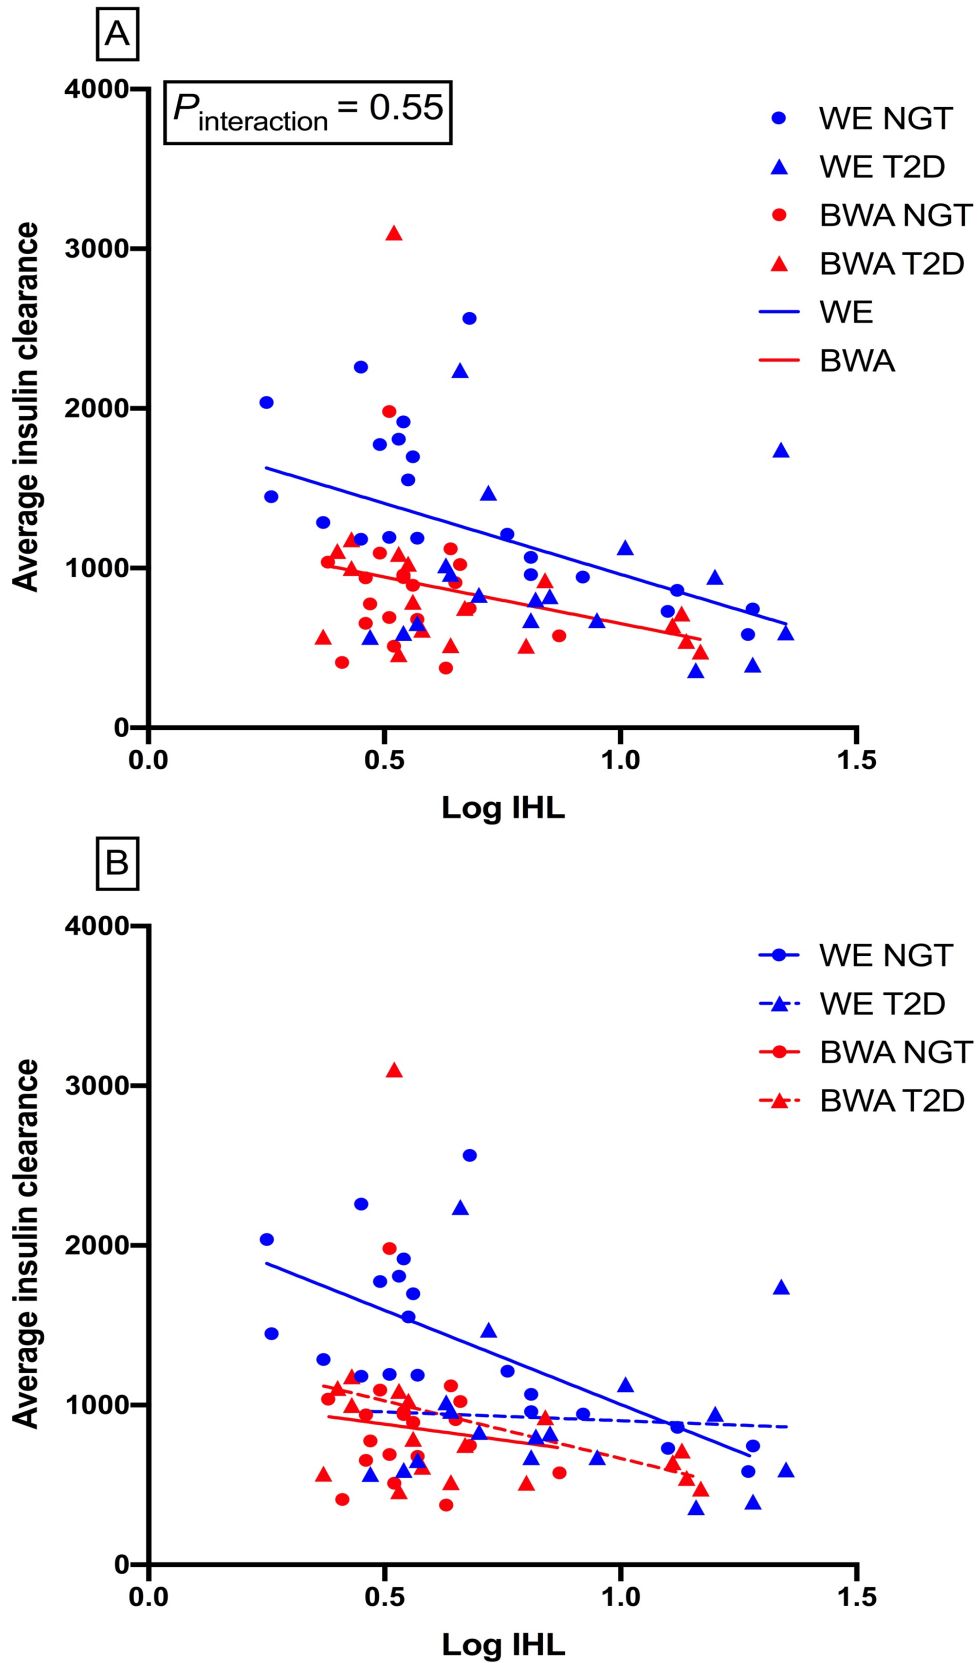 A
4000
3000
2000
1000
0
Average insulin clearance
P interaction = 0.55
WE NGT
WE T2D
BWA NGT
BWA T2D
WE
BWA
0.0 0.5 1.0 1.5
Log IHL
B
4000
3000
2000
1000
0
Average insulin clearance
WE NGT
WE T2D
BWA NGT
BWA T2D
0.0 0.5 1.0 1.5
Log IHL